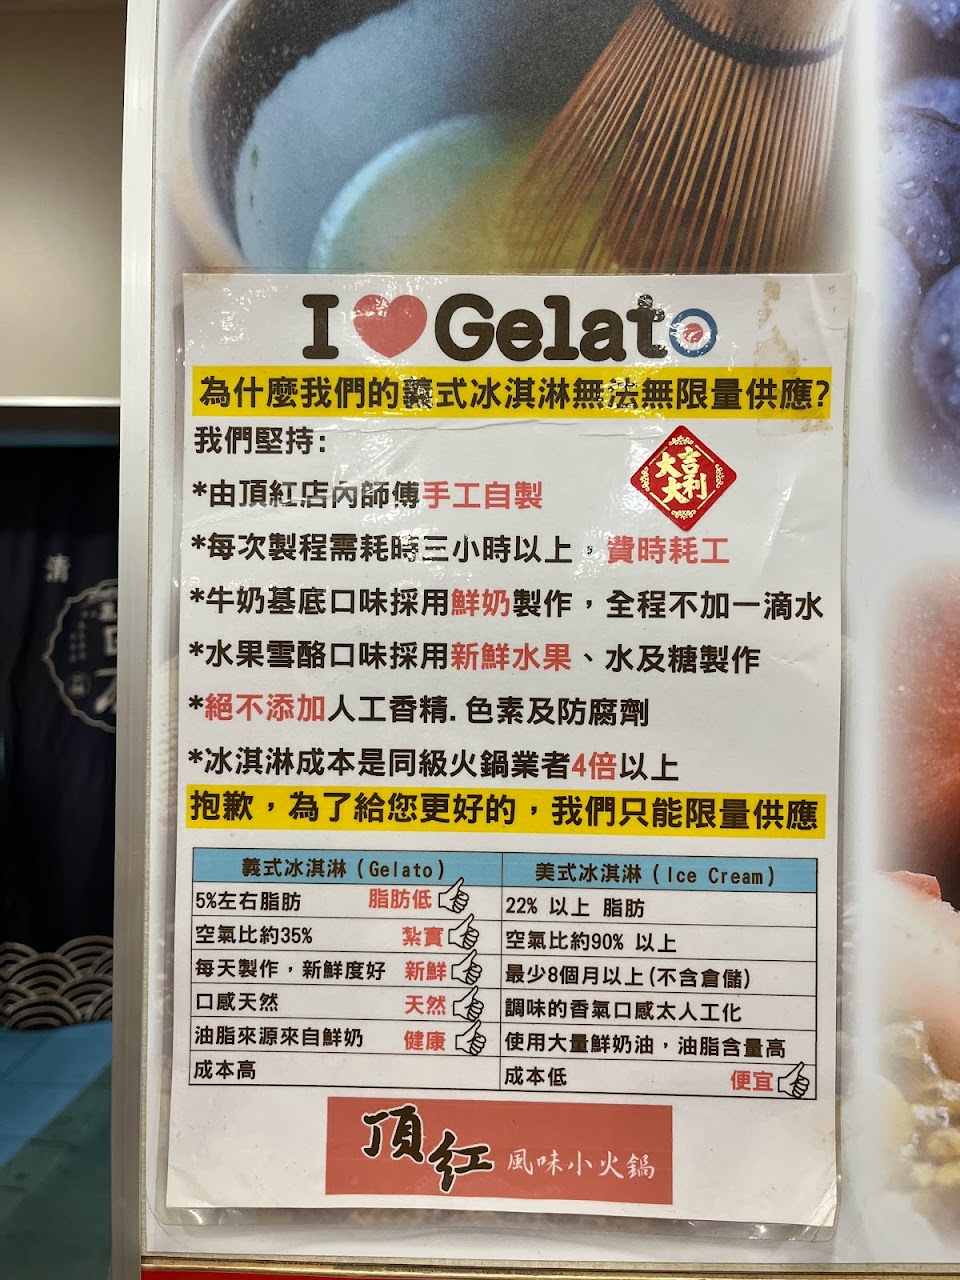 I ❤ Gelato
為什麼我們的義式冰淇淋無法無限量供應?
我們堅持:
大吉
大利
*由頂紅店內師傅手工自製
*每次製程需耗時三小時以上，費時耗工
*牛奶基底口味採用鮮奶製作，全程不加一滴水
*水果雪酪口味採用新鮮水果、水及糖製作
*絕不添加人工香精.色素及防腐劑
*冰淇淋成本是同級火鍋業者4倍以上
抱歉，為了給您更好的，我們只能限量供應
義式冰淇淋(Gelato) 美式冰淇淋(Ice Cream)
5%左右脂肪 脂肪低 22% 以上 脂肪
空氣比約35% 紮實 空氣比約90% 以上
每天製作，新鮮度好 新鮮 最少8個月以上(不含倉儲)
口感天然 天然 調味的香氣口感太人工化
油脂來源來自鮮奶 健康 使用大量鮮奶油，油脂含量高
成本高 成本低 便宜
頂紅 風味小火鍋
清